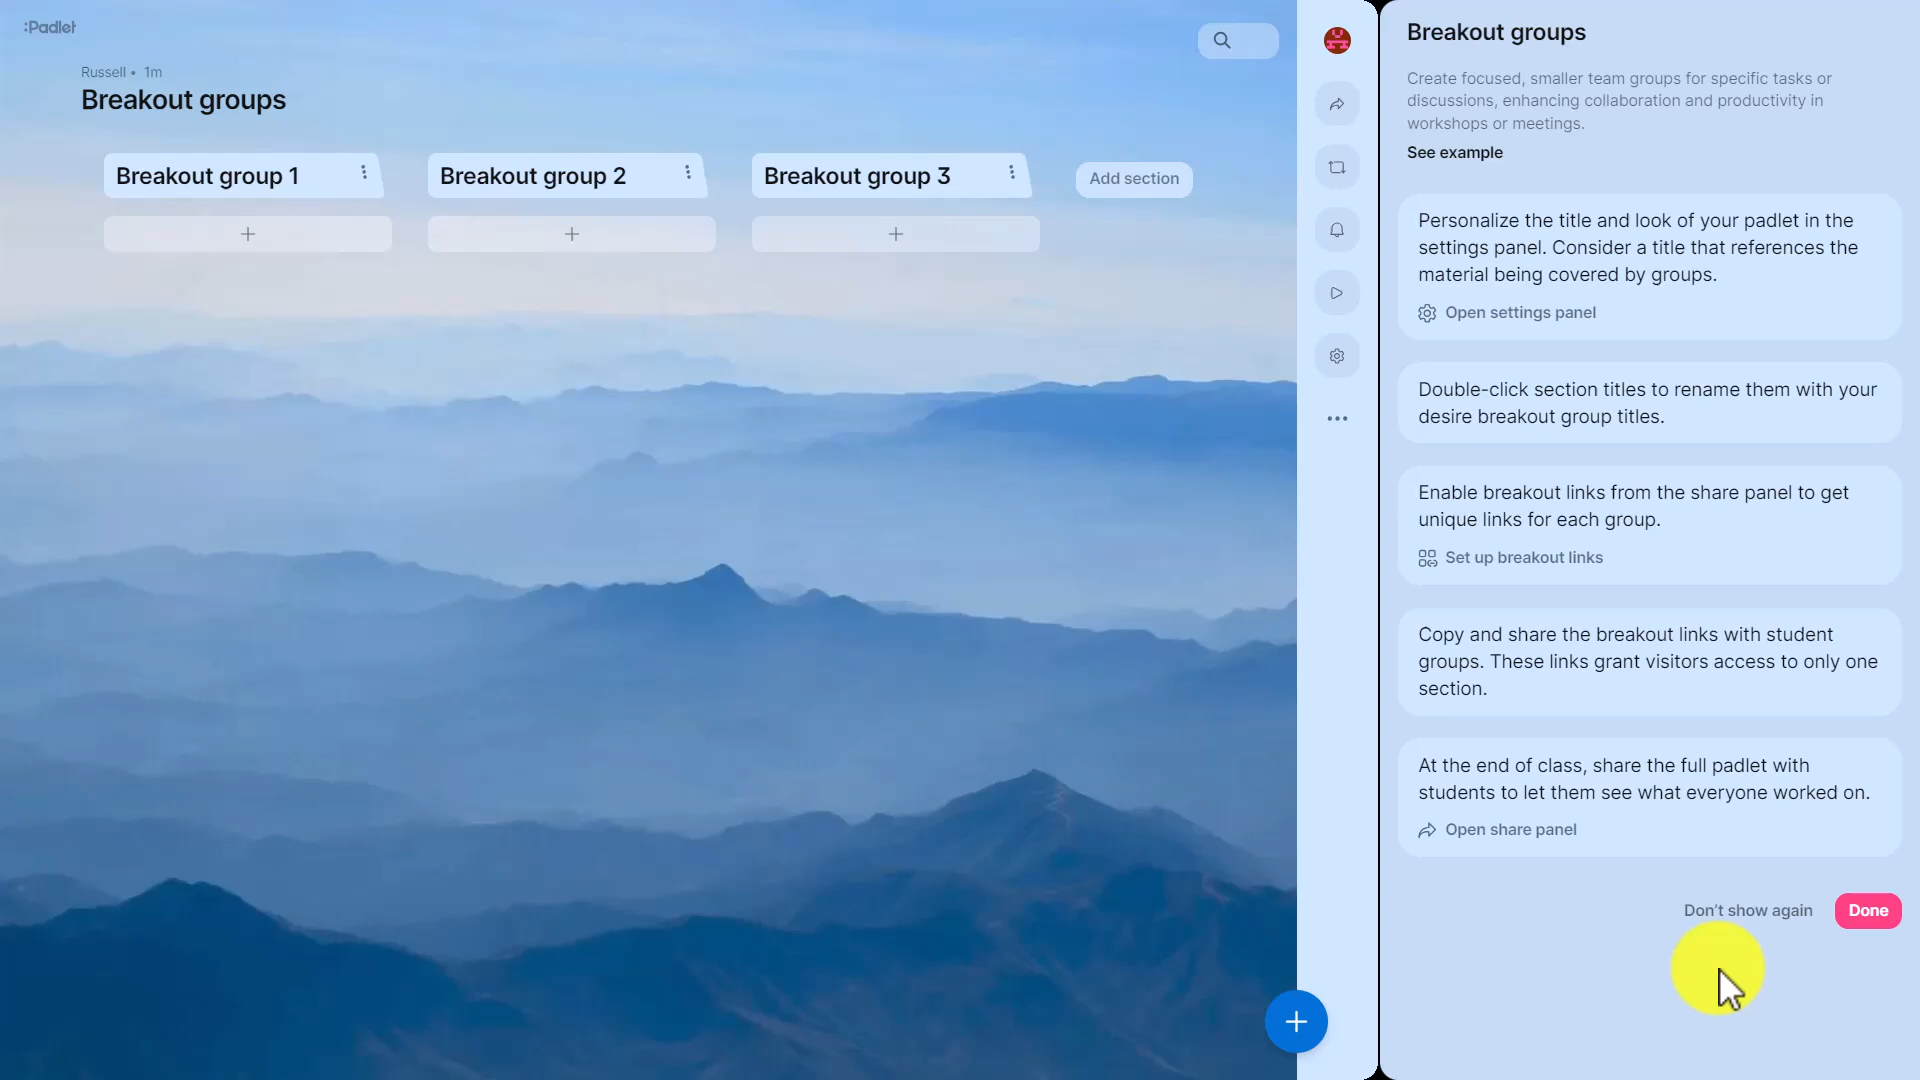 :Padlet
Russell • 1m
Breakout groups
Breakout group 1
Breakout group 2
Breakout group 3
Add section
Breakout groups
Create focused, smaller team groups for specific tasks or
discussions, enhancing collaboration and productivity in
workshops or meetings.
See example
Personalize the title and look of your padlet in the
settings panel. Consider a title that references the
material being covered by groups.
Open settings panel
Double-click section titles to rename them with your
desire breakout group titles.
Enable breakout links from the share panel to get
unique links for each group.
Set up breakout links
Copy and share the breakout links with student
groups. These links grant visitors access to only one
section.
At the end of class, share the full padlet with
students to let them see what everyone worked on.
Open share panel
Don't show again
Done